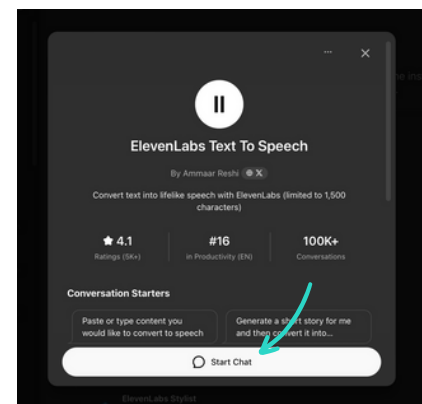 ElevenLabs Text To Speech
By Ammaar Reshi
Convert text into lifelike speech with ElevenLabs (limited to 1,500
characters)
4.1
#16
100K+
Ratings (5K+)
in Productivity (EN)
Conversations
Conversation Starters
Paste or type content you
would like to convert to speech
Generate a short story for me
and then convert it into...
Start Chat
ElevenLabs Stylist